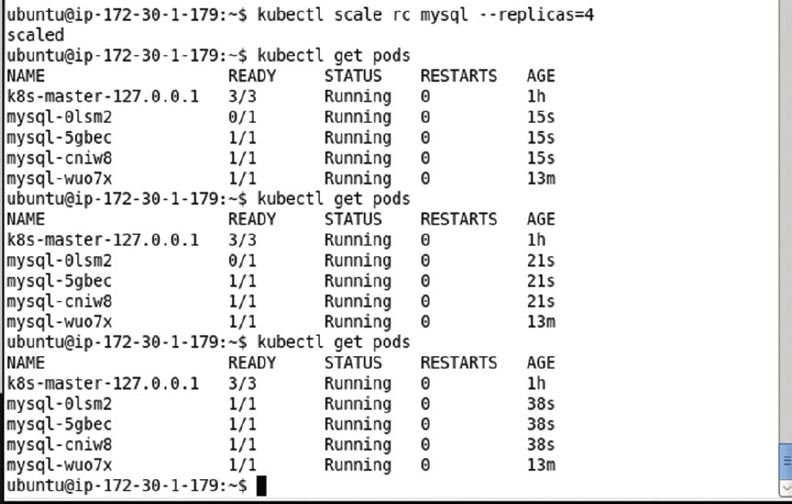 ubuntu@ip-172-30-1-179:~$ kubectl scale rc mysql --replicas=4
scaled
ubuntu@ip-172-30-1-179:~$ kubectl get pods
NAME READY STATUS RESTARTS AGE
k8s-master-127.0.0.1 3/3 Running 0 1h
mysql-0lsm2 0/1 Running 0 15s
mysql-5gbec 1/1 Running 0 15s
mysql-cniw8 1/1 Running 0 15s
mysql-wuo7x 1/1 Running 0 13m
ubuntu@ip-172-30-1-179:~$ kubectl get pods
NAME READY STATUS RESTARTS AGE
k8s-master-127.0.0.1 3/3 Running 0 1h
mysql-0lsm2 0/1 Running 0 21s
mysql-5gbec 1/1 Running 0 21s
mysql-cniw8 1/1 Running 0 21s
mysql-wuo7x 1/1 Running 0 13m
ubuntu@ip-172-30-1-179:~$ kubectl get pods
NAME READY STATUS RESTARTS AGE
k8s-master-127.0.0.1 3/3 Running 0 1h
mysql-0lsm2 1/1 Running 0 38s
mysql-5gbec 1/1 Running 0 38s
mysql-cniw8 1/1 Running 0 38s
mysql-wuo7x 1/1 Running 0 13m
ubuntu@ip-172-30-1-179:~$